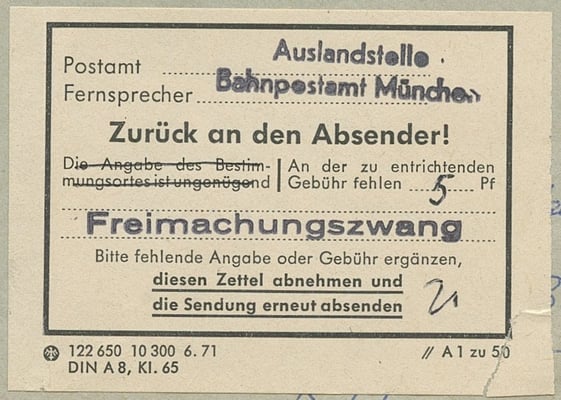 Postamt Auslandstelle
Fernsprecher Bahnpostamt München
Zurück an den Absender!
Die Angabe des Bestim-
mungsortes ist ungenügend
An der zu entrichtenden
Gebühr fehlen 5 Pf
Freimachungszwang
Bitte fehlende Angabe oder Gebühr ergänzen,
diesen Zettel abnehmen und
die Sendung erneut absenden
122 650 10 300 6. 71
DIN A 8, Kl. 65
// A 1 zu 50